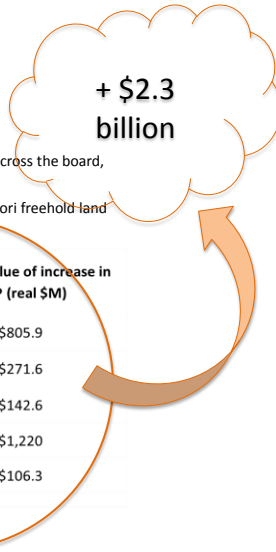 + $2.3
billion
cross the board,
ori freehold land
lue of increase in
P (real $M)
$805.9
$271.6
$142.6
$1,220
$106.3